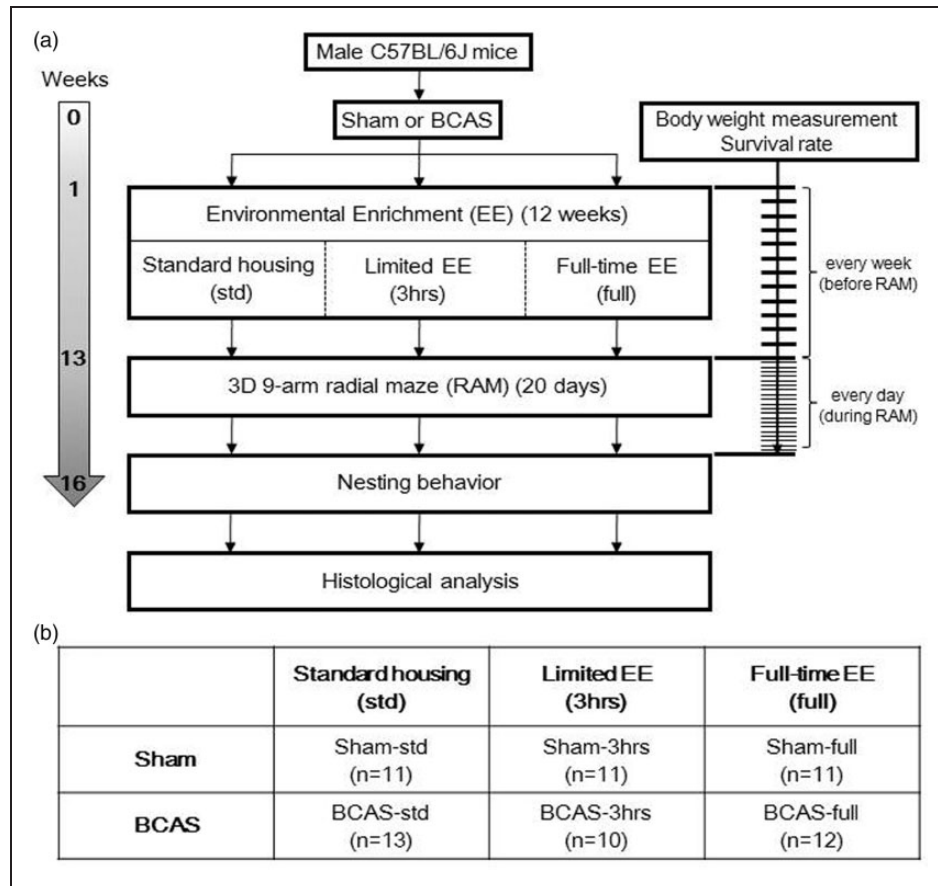 (a)
Male C57BL/6J mice
Weeks
0
Sham or BCAS
Body weight measurement
Survival rate
1
Environmental Enrichment (EE) (12 weeks)
Standard housing
(std)
Limited EE
(3hrs)
Full-time EE
(full)
every week
(before RAM)
13
3D 9-arm radial maze (RAM) (20 days)
every day
(during RAM)
16
Nesting behavior
Histological analysis
(b)
Standard housing
(std)
Limited EE
(3hrs)
Full-time EE
(full)
Sham
Sham-std
(n=11)
Sham-3hrs
(n=11)
Sham-full
(n=11)
BCAS
BCAS-std
(n=13)
BCAS-3hrs
(n=10)
BCAS-full
(n=12)